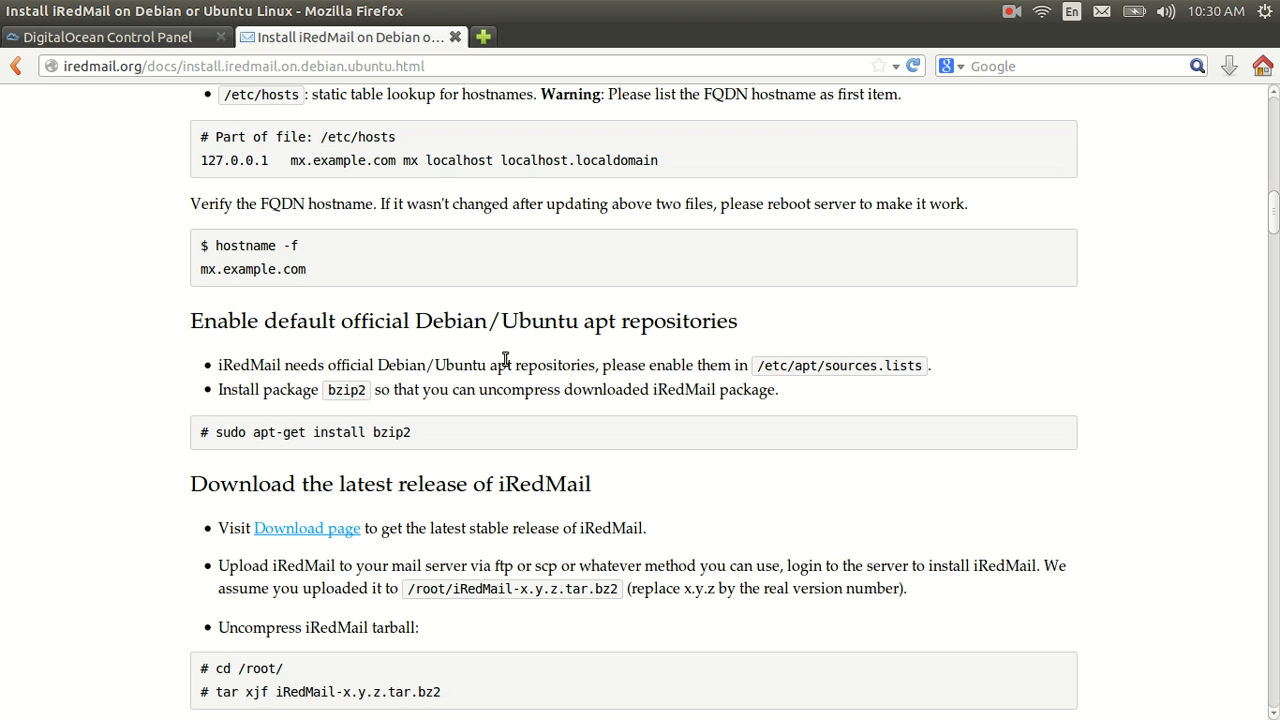 Install iRedMail on Debian or Ubuntu Linux - Mozilla Firefox
En
10:30 AM
DigitalOcean Control Panel
Install iRedMail on Debian o...
iredmail.org/docs/install.iredmail.on.debian.ubuntu.html
Google
• /etc/hosts: static table lookup for hostnames. Warning: Please list the FQDN hostname as first item.
# Part of file: /etc/hosts
127.0.0.1   mx.example.com mx localhost localhost.localdomain
Verify the FQDN hostname. If it wasn't changed after updating above two files, please reboot server to make it work.
$ hostname -f
mx.example.com
Enable default official Debian/Ubuntu apt repositories
• iRedMail needs official Debian/Ubuntu apt repositories, please enable them in /etc/apt/sources.lists.
• Install package bzip2 so that you can uncompress downloaded iRedMail package.
# sudo apt-get install bzip2
Download the latest release of iRedMail
• Visit Download page to get the latest stable release of iRedMail.
• Upload iRedMail to your mail server via ftp or scp or whatever method you can use, login to the server to install iRedMail. We
assume you uploaded it to /root/iRedMail-x.y.z.tar.bz2 (replace x.y.z by the real version number).
• Uncompress iRedMail tarball:
# cd /root/
# tar xjf iRedMail-x.y.z.tar.bz2